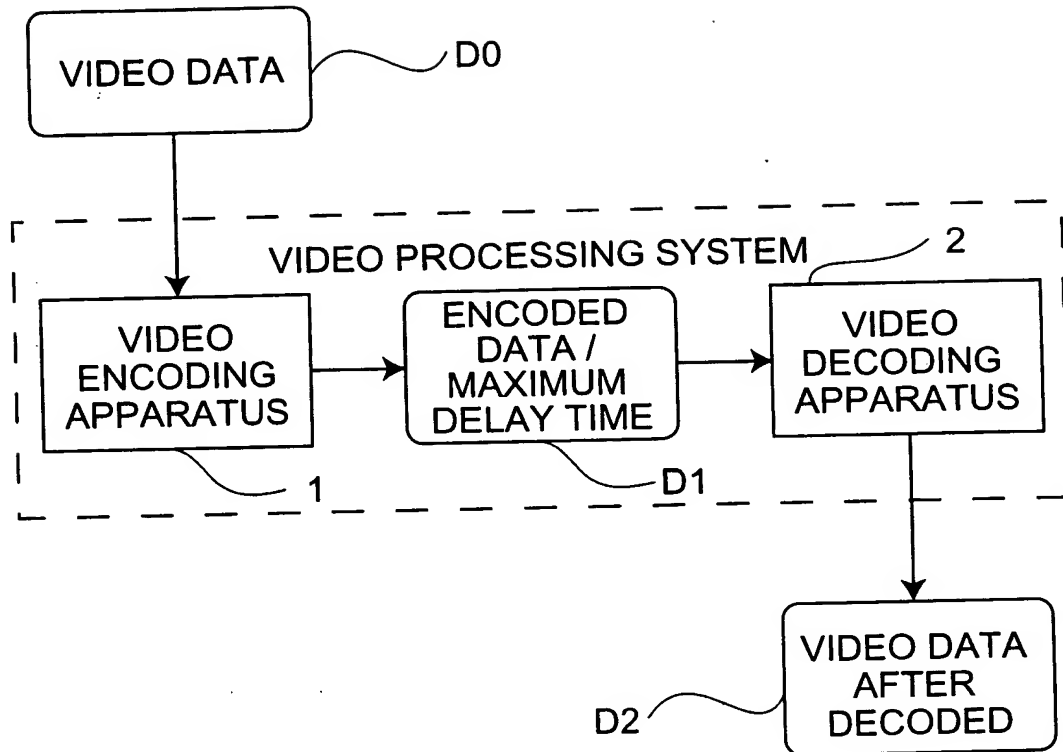 VIDEO DATA
D0
VIDEO PROCESSING SYSTEM
2
VIDEO
ENCODING
APPARATUS
1
ENCODED
DATA /
MAXIMUM
DELAY TIME
D1
VIDEO
DECODING
APPARATUS
VIDEO DATA
AFTER
DECODED
D2